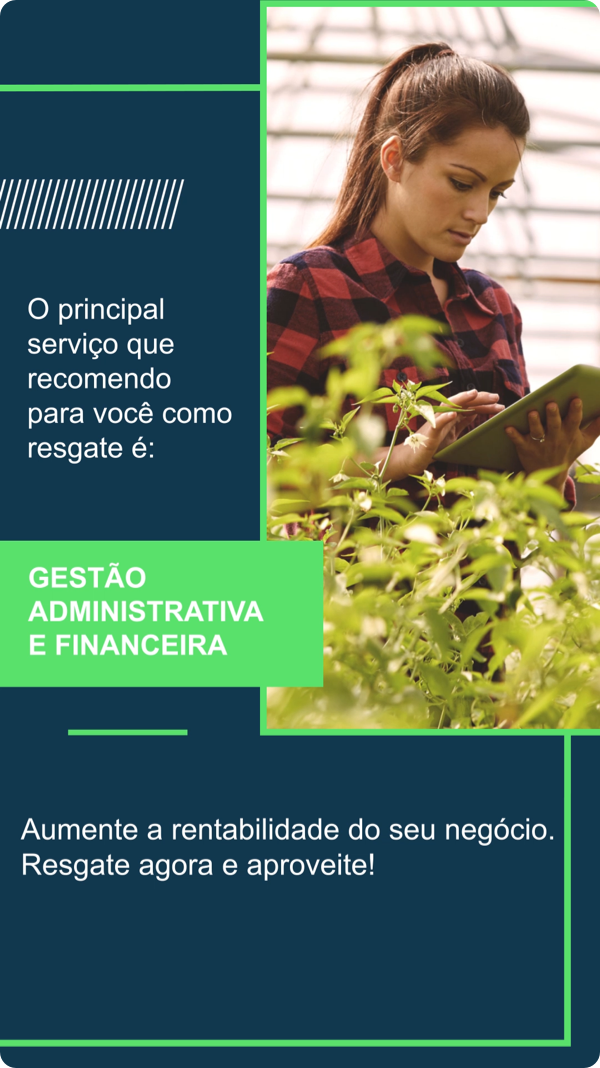 O principal
serviço que
recomendo
para você como
resgate é:
GESTÃO
ADMINISTRATIVA
E FINANCEIRA
Aumente a rentabilidade do seu negócio.
Resgate agora e aproveite!